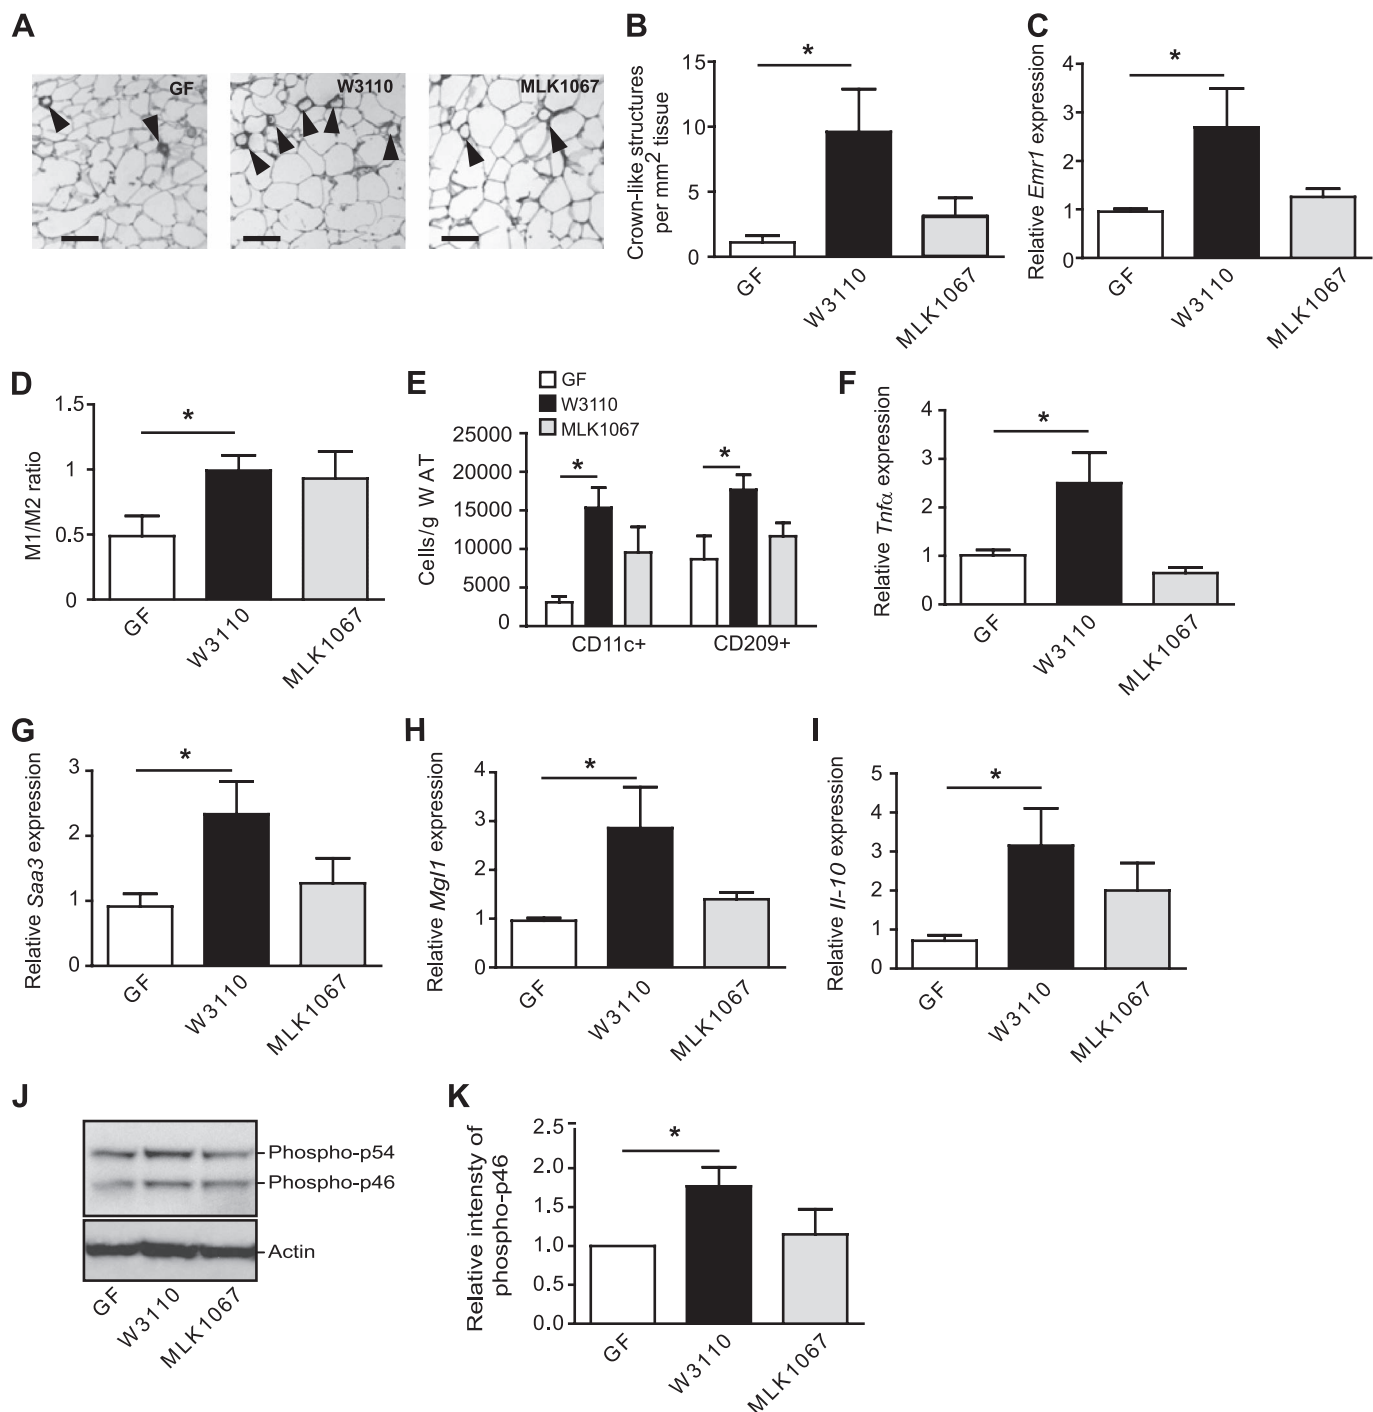 A
GF
W3110
MLK1067
B
*
Crown-like structures
per mm2 tissue
15
10
5
0
GF
W3110
MLK1067
C
*
Relative Emr1 expression
4
3
2
1
0
GF
W3110
MLK1067
D
*
M1/M2 ratio
1.5
1
0.5
0
GF
W3110
MLK1067
E
GF
W3110
MLK1067
Cells/g WAT
25000
20000
15000
10000
5000
0
*
*
CD11c+
CD209+
F
*
Relative Tnfα expression
4
3
2
1
0
GF
W3110
MLK1067
G
*
Relative Saa3 expression
3
2
1
0
GF
W3110
MLK1067
H
*
Relative Mgl1 expression
4
3
2
1
0
GF
W3110
MLK1067
I
*
Relative Il-10 expression
5
4
3
2
1
0
GF
W3110
MLK1067
J
Phospho-p54
Phospho-p46
Actin
GF
W3110
MLK1067
K
*
Relative intensty of
phospho-p46
2.5
2.0
1.5
1.0
0.5
0.0
GF
W3110
MLK1067